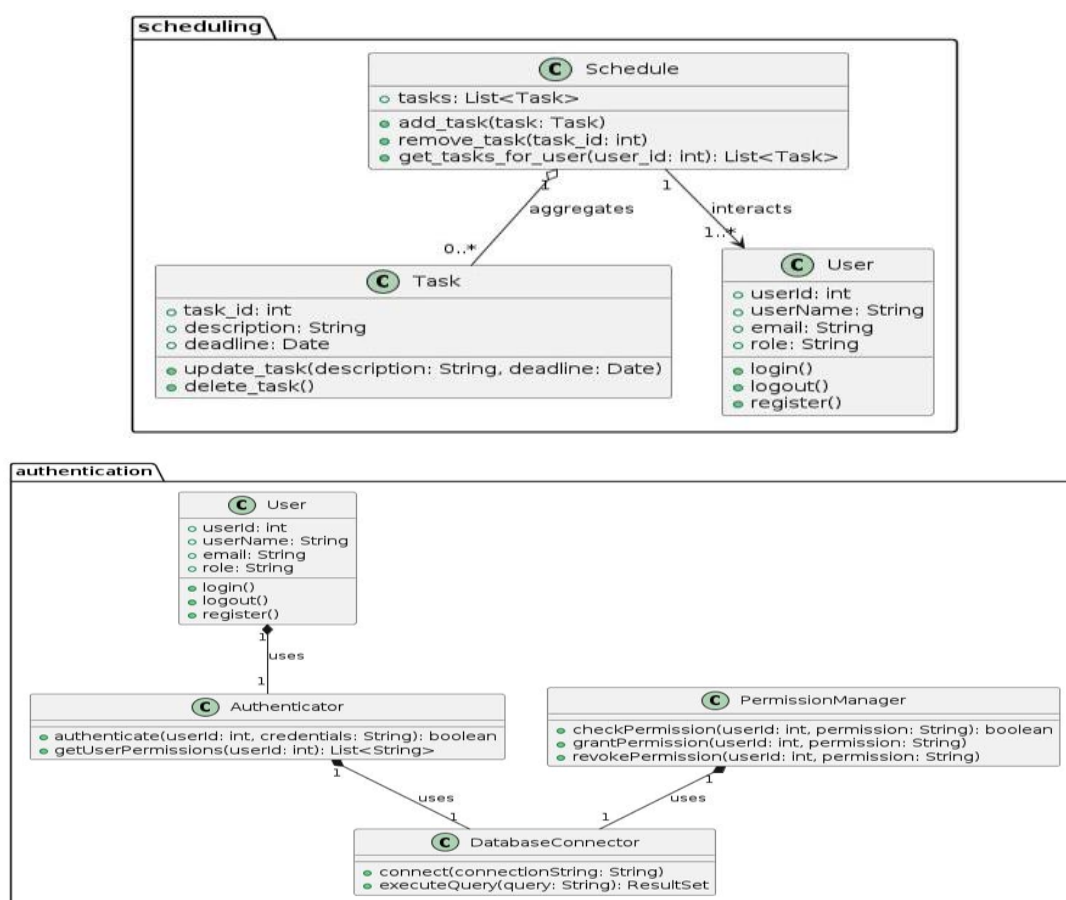 scheduling
C Schedule
tasks: List<Task>
add_task(task: Task)
remove_task(task_id: int)
get_tasks_for_user(user_id: int): List<Task>
1
1
aggregates
interacts
0..*
1..*
C Task
task_id: int
description: String
deadline: Date
update_task(description: String, deadline: Date)
delete_task()
C User
userId: int
userName: String
email: String
role: String
login()
logout()
register()
authentication
C User
userId: int
userName: String
email: String
role: String
login()
logout()
register()
1
uses
1
C Authenticator
authenticate(userId: int, credentials: String): boolean
getUserPermissions(userId: int): List<String>
C PermissionManager
checkPermission(userId: int, permission: String): boolean
grantPermission(userId: int, permission: String)
revokePermission(userId: int, permission: String)
1
1
uses
uses
1
1
C DatabaseConnector
connect(connectionString: String)
executeQuery(query: String): ResultSet